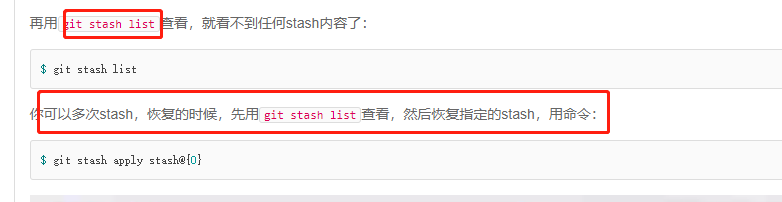 再用git stash list查看，就看不到任何stash内容了：
$ git stash list
你可以多次stash，恢复的时候，先用git stash list查看，然后恢复指定的stash，用命令：
$ git stash apply stash@{0}